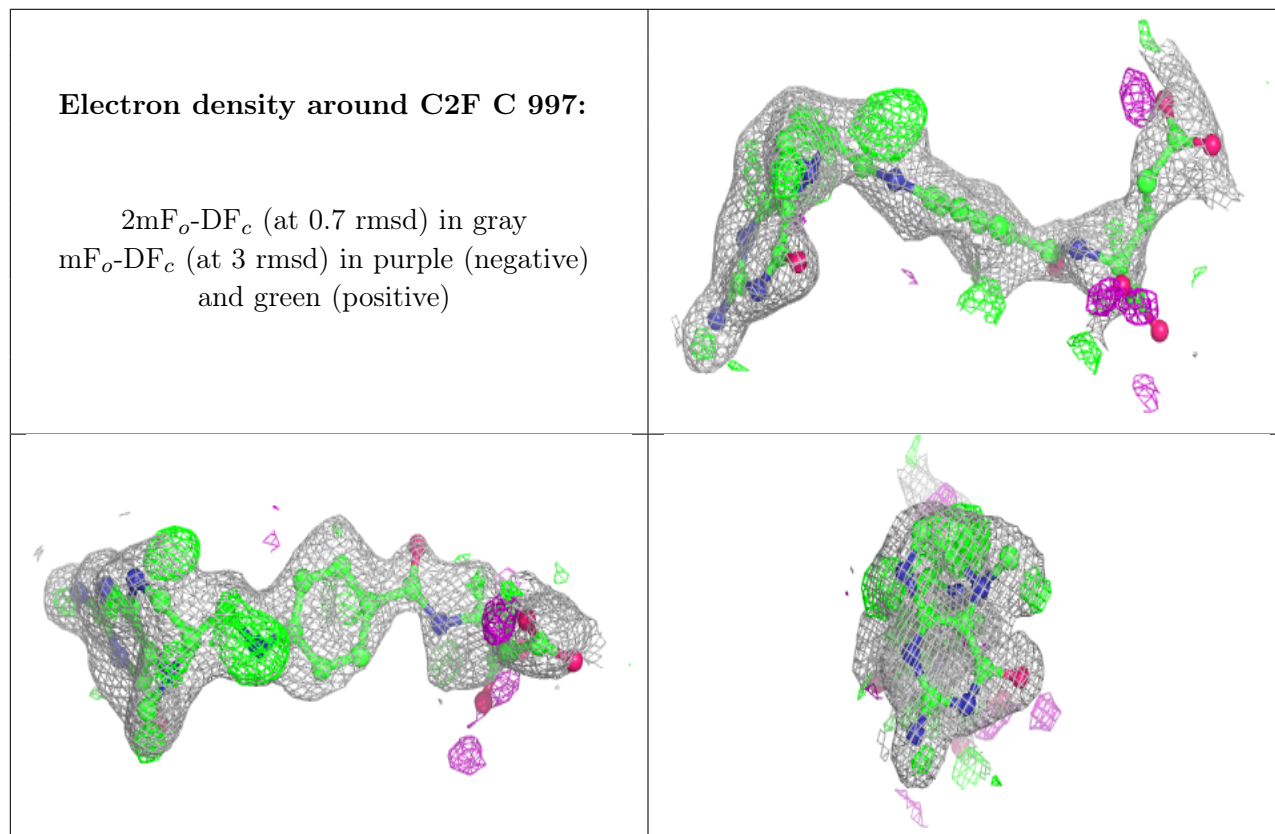 Electron density around C2F C 997:
2mFo-DFc (at 0.7 rmsd) in gray
mFo-DFc (at 3 rmsd) in purple (negative)
and green (positive)